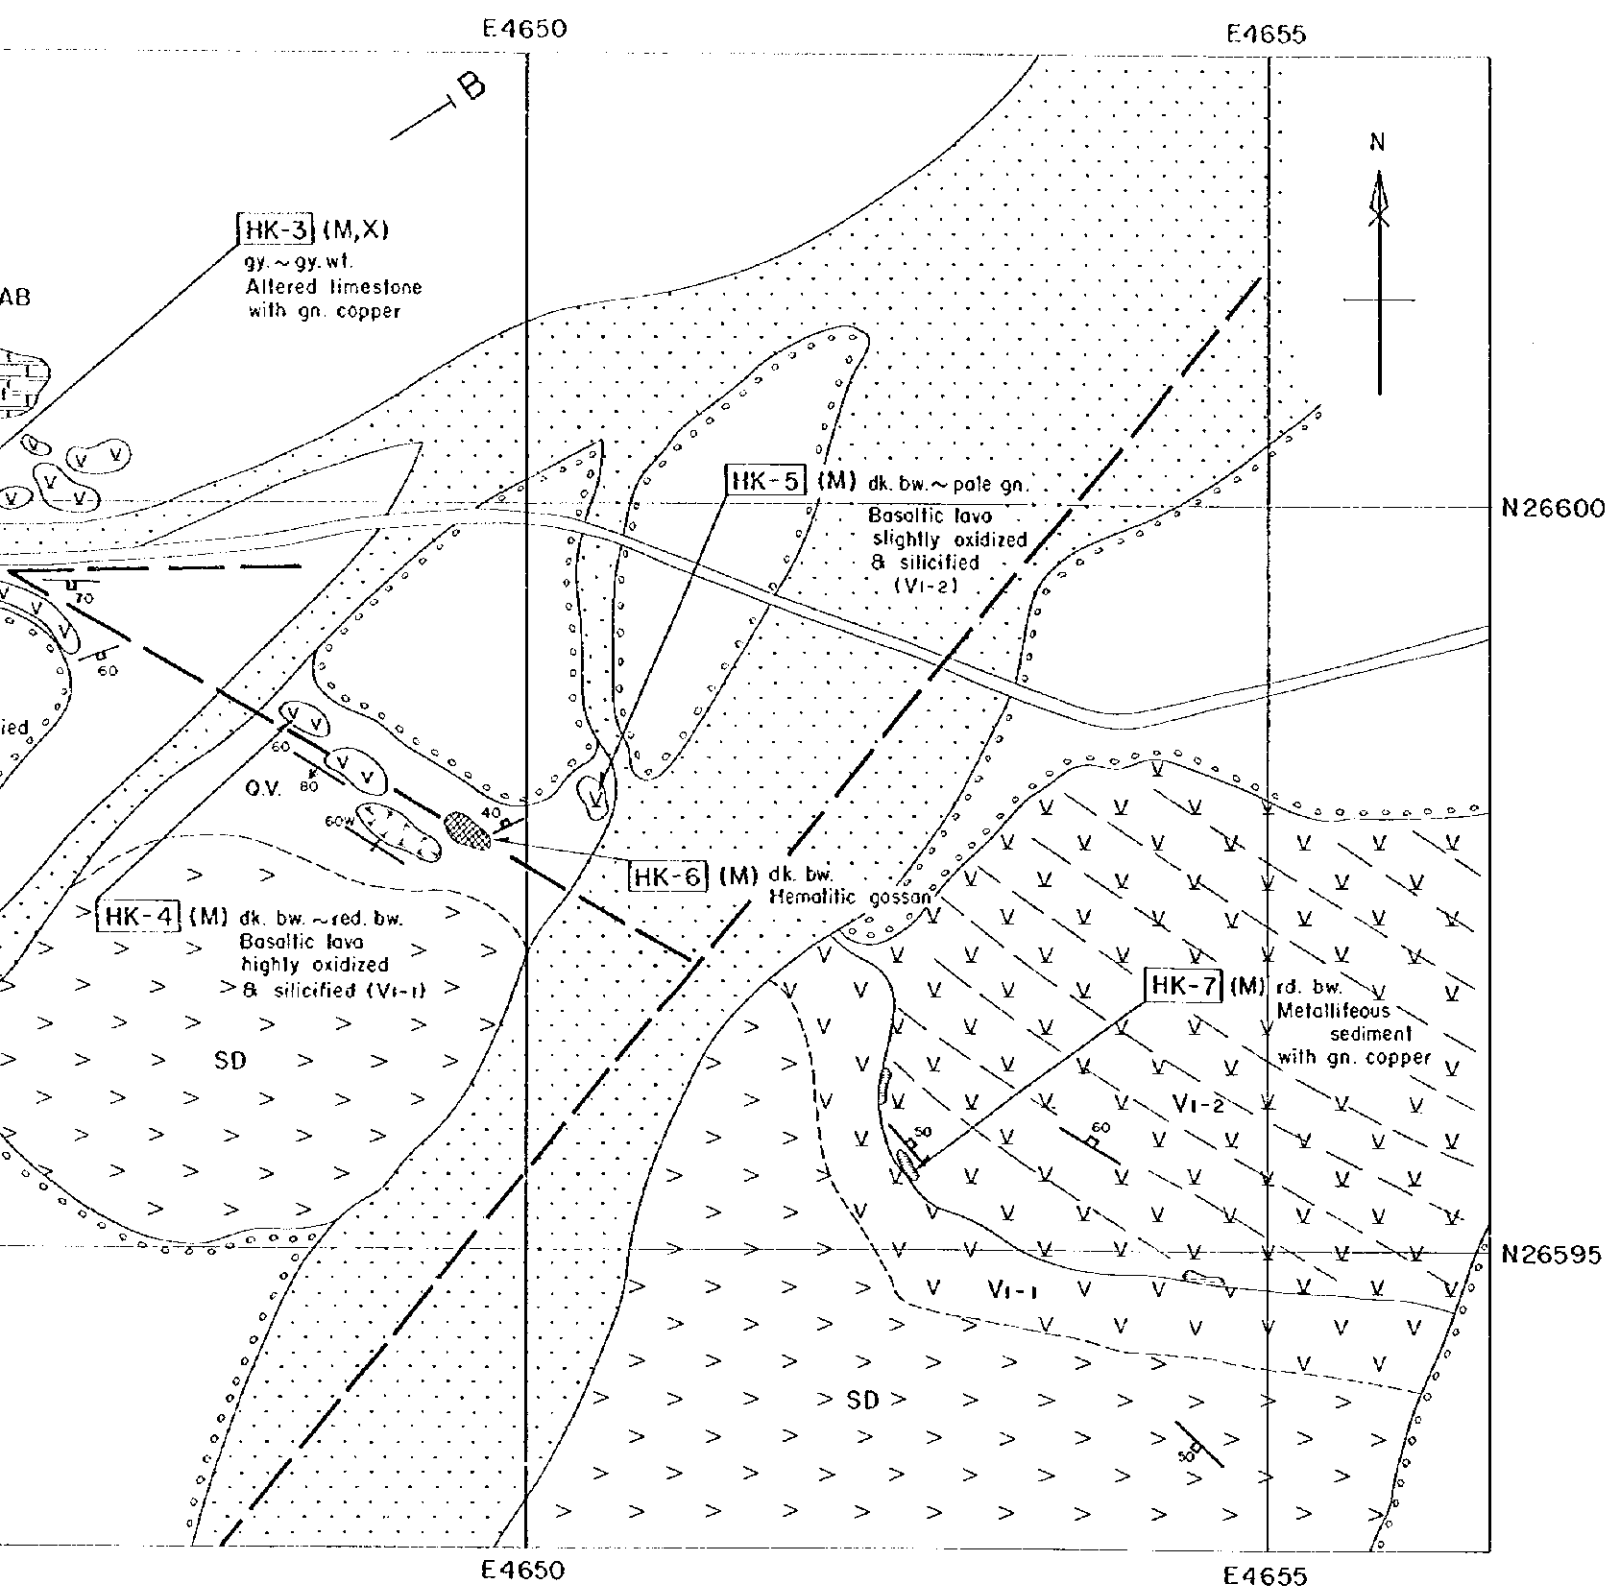 E4650
E4655
B
N
HK-3 (M,X)
gy.~gy.wt.
Altered limestone
with gn. copper
AB
HK-5 (M) dk. bw.~pale gn.
Basaltic lava
slightly oxidized
& silicified
(V1-2)
N26600
70
60
ied
60
Q.V. 80
60W
40
HK-6 (M) dk. bw.
Hematitic gossan
HK-4 (M) dk. bw.~red. bw.
Basaltic lava
highly oxidized
& silicified (V1-1)
HK-7 (M) rd. bw.
Metallifeous
sediment
with gn. copper
SD
V1-2
50
60
N26595
V1-1
SD
50
E4650
E4655